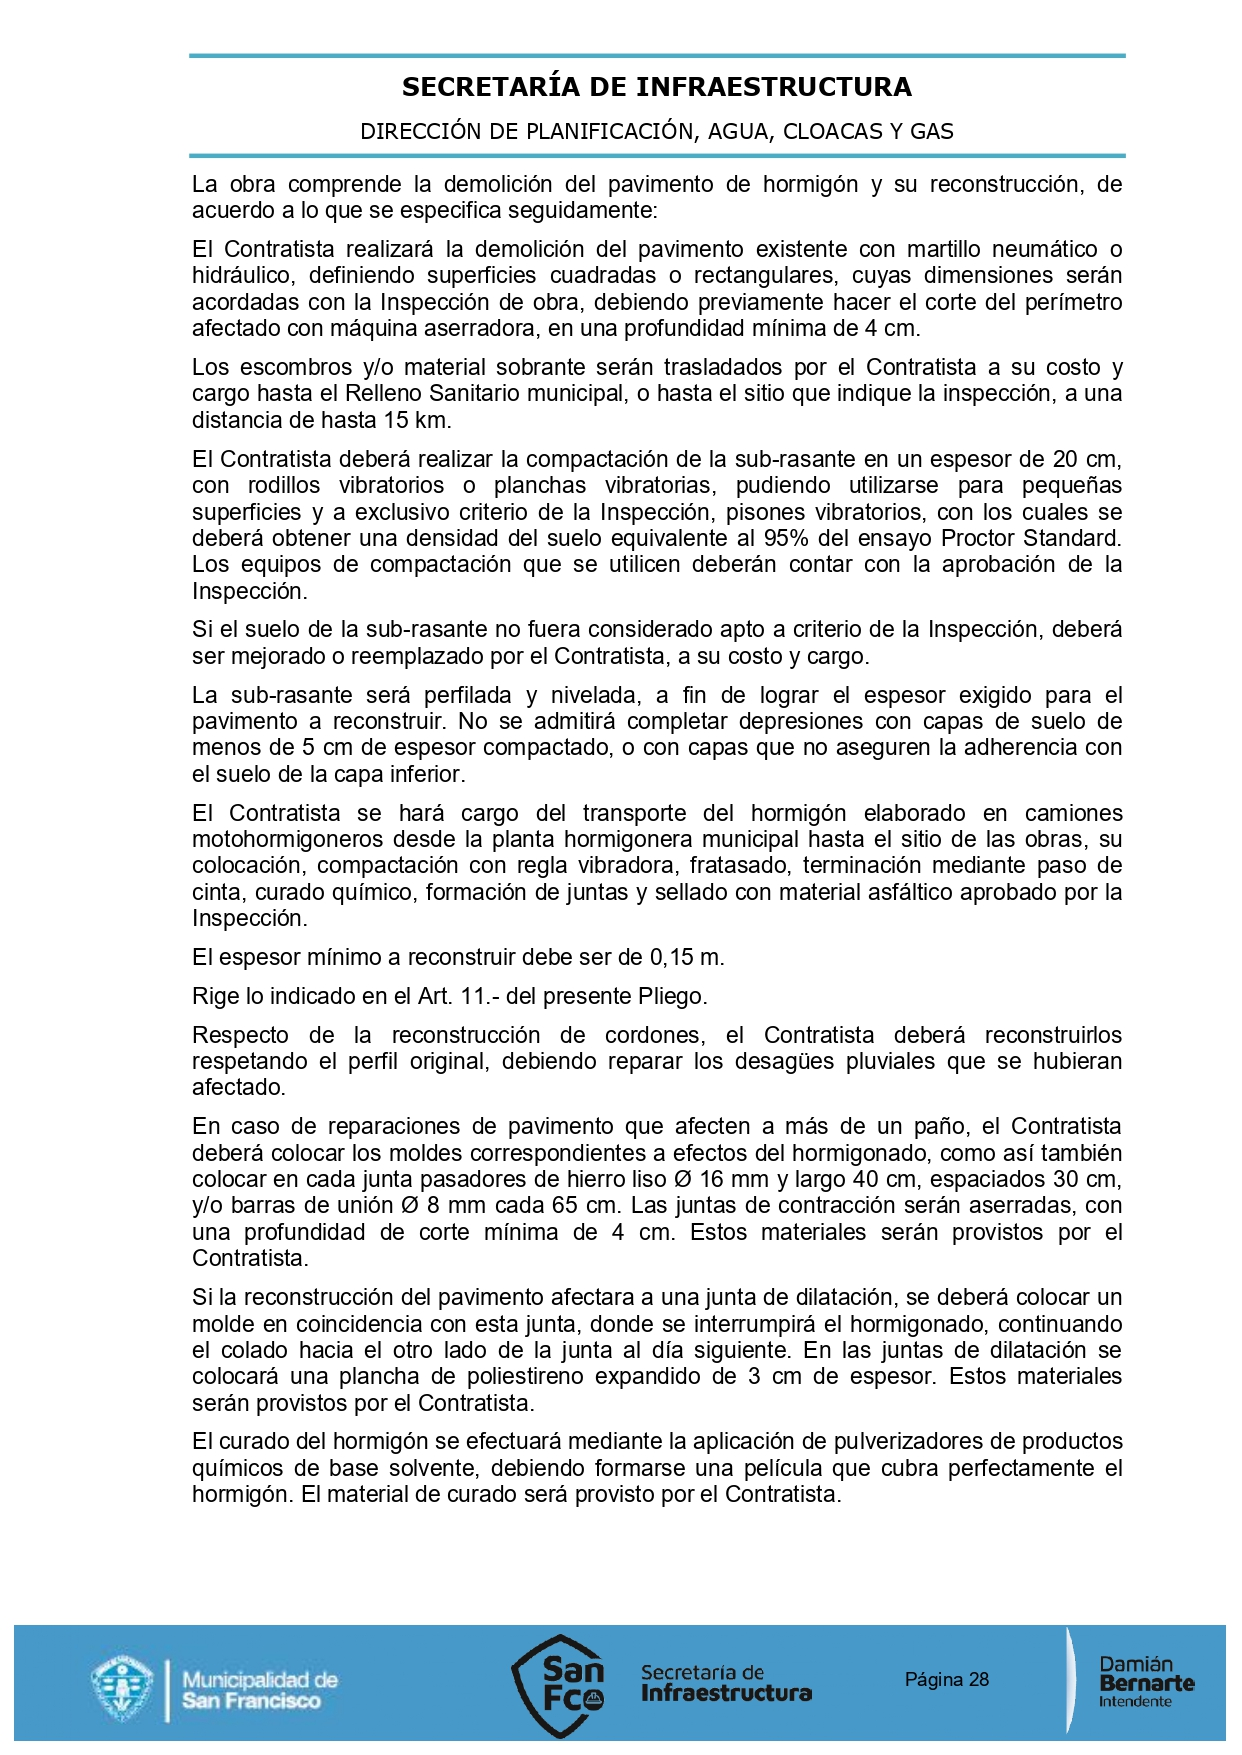 SECRETARÍA DE INFRAESTRUCTURA
DIRECCIÓN DE PLANIFICACIÓN, AGUA, CLOACAS Y GAS
La obra comprende la demolición del pavimento de hormigón y su reconstrucción, de
acuerdo a lo que se especifica seguidamente:
El Contratista realizará la demolición del pavimento existente con martillo neumático o
hidráulico, definiendo superficies cuadradas o rectangulares, cuyas dimensiones serán
acordadas con la Inspección de obra, debiendo previamente hacer el corte del perímetro
afectado con máquina aserradora, en una profundidad mínima de 4 cm.
Los escombros y/o material sobrante serán trasladados por el Contratista a su costo y
cargo hasta el Relleno Sanitario municipal, o hasta el sitio que indique la inspección, a una
distancia de hasta 15 km.
El Contratista deberá realizar la compactación de la sub-rasante en un espesor de 20 cm,
con rodillos vibratorios o planchas vibratorias, pudiendo utilizarse para pequeñas
superficies y a exclusivo criterio de la Inspección, pisones vibratorios, con los cuales se
deberá obtener una densidad del suelo equivalente al 95% del ensayo Proctor Standard.
Los equipos de compactación que se utilicen deberán contar con la aprobación de la
Inspección.
Si el suelo de la sub-rasante no fuera considerado apto a criterio de la Inspección, deberá
ser mejorado o reemplazado por el Contratista, a su costo y cargo.
La sub-rasante será perfilada y nivelada, a fin de lograr el espesor exigido para el
pavimento a reconstruir. No se admitirá completar depresiones con capas de suelo de
menos de 5 cm de espesor compactado, o con capas que no aseguren la adherencia con
el suelo de la capa inferior.
El Contratista se hará cargo del transporte del hormigón elaborado en camiones
motohormigoneros desde la planta hormigonera municipal hasta el sitio de las obras, su
colocación, compactación con regla vibradora, fratasado, terminación mediante paso de
cinta, curado químico, formación de juntas y sellado con material asfáltico aprobado por la
Inspección.
El espesor mínimo a reconstruir debe ser de 0,15 m.
Rige lo indicado en el Art. 11.- del presente Pliego.
Respecto de la reconstrucción de cordones, el Contratista deberá reconstruirlos
respetando el perfil original, debiendo reparar los desagües pluviales que se hubieran
afectado.
En caso de reparaciones de pavimento que afecten a más de un paño, el Contratista
deberá colocar los moldes correspondientes a efectos del hormigonado, como así también
colocar en cada junta pasadores de hierro liso Ø 16 mm y largo 40 cm, espaciados 30 cm,
y/o barras de unión Ø 8 mm cada 65 cm. Las juntas de contracción serán aserradas, con
una profundidad de corte mínima de 4 cm. Estos materiales serán provistos por el
Contratista.
Si la reconstrucción del pavimento afectara a una junta de dilatación, se deberá colocar un
molde en coincidencia con esta junta, donde se interrumpirá el hormigonado, continuando
el colado hacia el otro lado de la junta al día siguiente. En las juntas de dilatación se
colocará una plancha de poliestireno expandido de 3 cm de espesor. Estos materiales
serán provistos por el Contratista.
El curado del hormigón se efectuará mediante la aplicación de pulverizadores de productos
químicos de base solvente, debiendo formarse una película que cubra perfectamente el
hormigón. El material de curado será provisto por el Contratista.
Municipalidad de
San Francisco
San
Fco
Secretaría de
Infraestructura
Página 28
Damián
Bernarte
Intendente